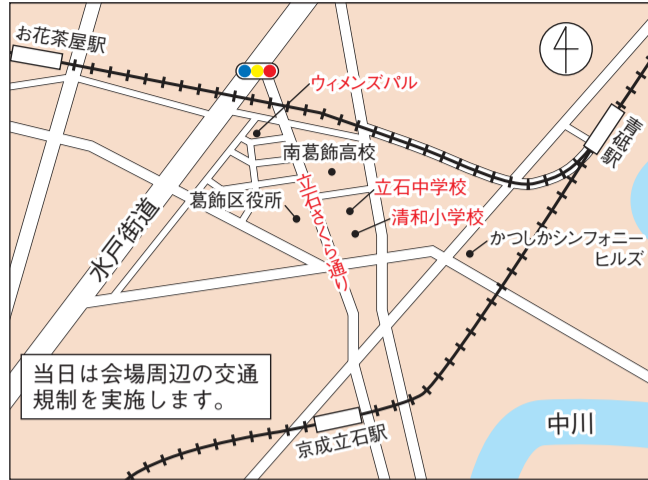 お花茶屋駅
ウィメンズパル
青砥駅
南葛飾高校
立石中学校
葛飾区役所
清和小学校
立石さくら通り
水戸街道
かつしかシンフォニー
ヒルズ
当日は会場周辺の交通
規制を実施します。
京成立石駅
中川